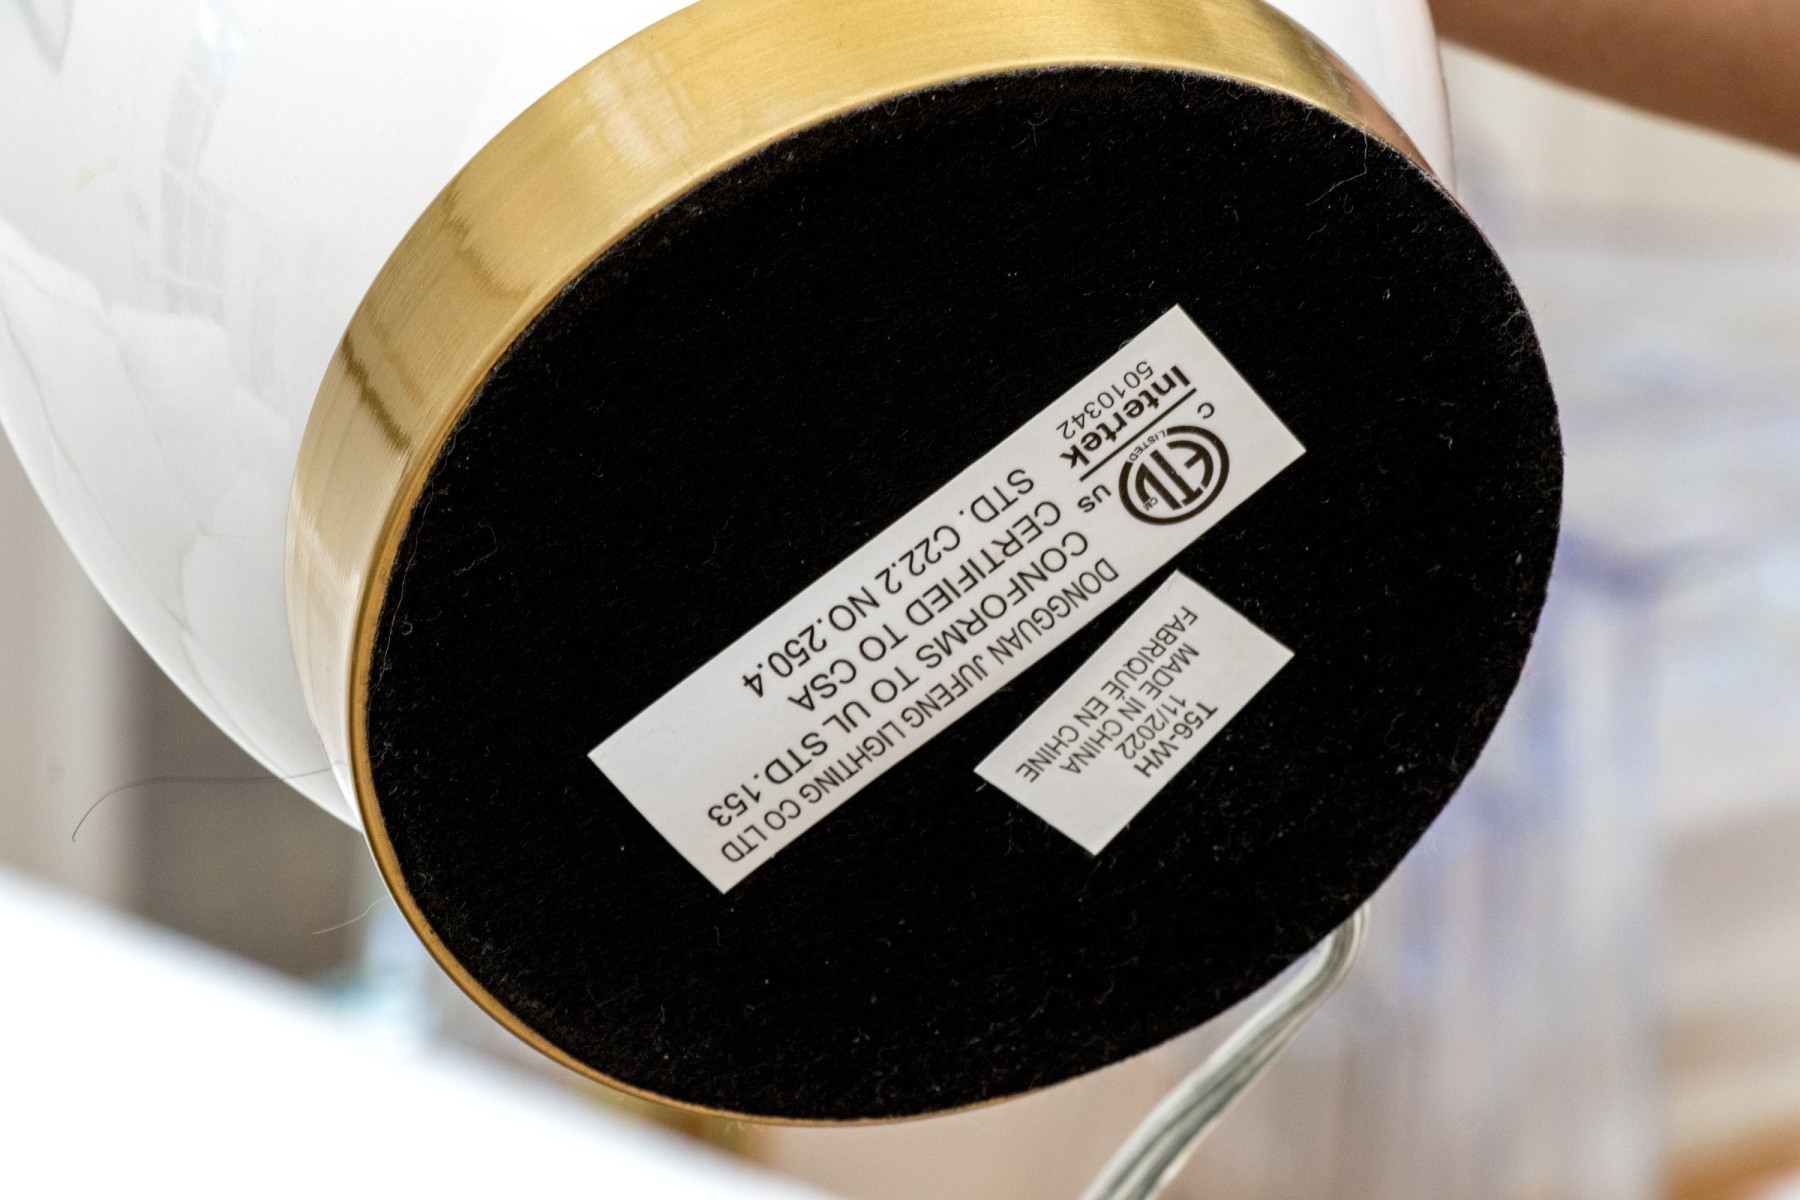 DONGGUAN JUFENG LIGHTING CO LTD
CONFORMS TO UL STD.153
CERTIFIED TO CSA
STD. C22.2 NO.250.4
C
ETL
CM
LISTED
US
Intertek
5010342
T56-WH
11/2022
MADE IN CHINA
FABRIQUÉ EN CHINE